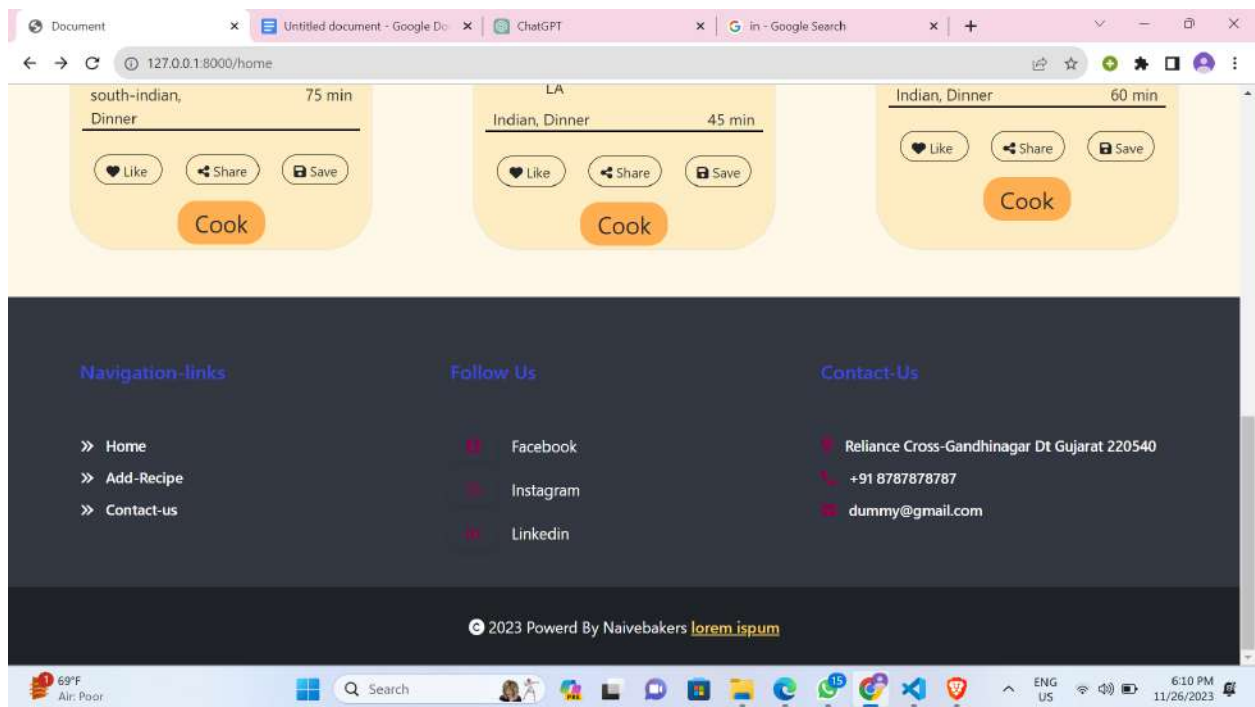 Document
Untitled document - Google Do
ChatGPT
in - Google Search
127.0.0.1:8000/home
south-indian,
Dinner
75 min
LA
Indian, Dinner
45 min
Indian, Dinner
60 min
Like
Share
Save
Like
Share
Save
Like
Share
Save
Cook
Cook
Cook
Navigation-links
Home
Add-Recipe
Contact-us
Follow Us
Facebook
Instagram
Linkedin
Contact-Us
Reliance Cross-Gandhinagar Dt Gujarat 220540
+91 8787878787
dummy@gmail.com
© 2023 Powerd By Naivebakers lorem ispum
1
69°F
Air: Poor
Search
PRE
15
ENG
US
6:10 PM
11/26/2023